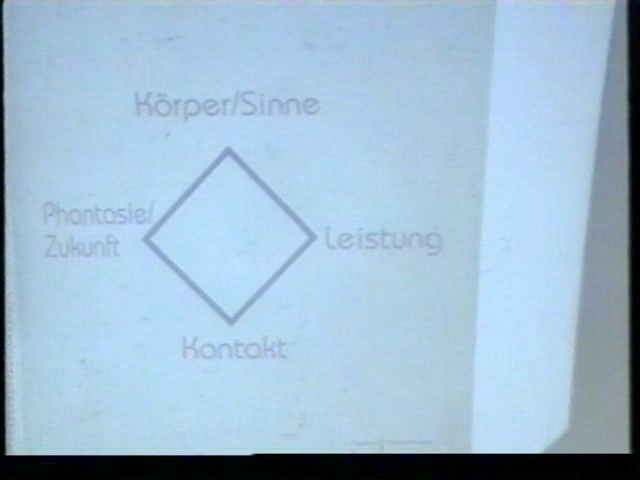 Körper/Sinne
Phantasie/
Zukunft
Leistung
Kontakt